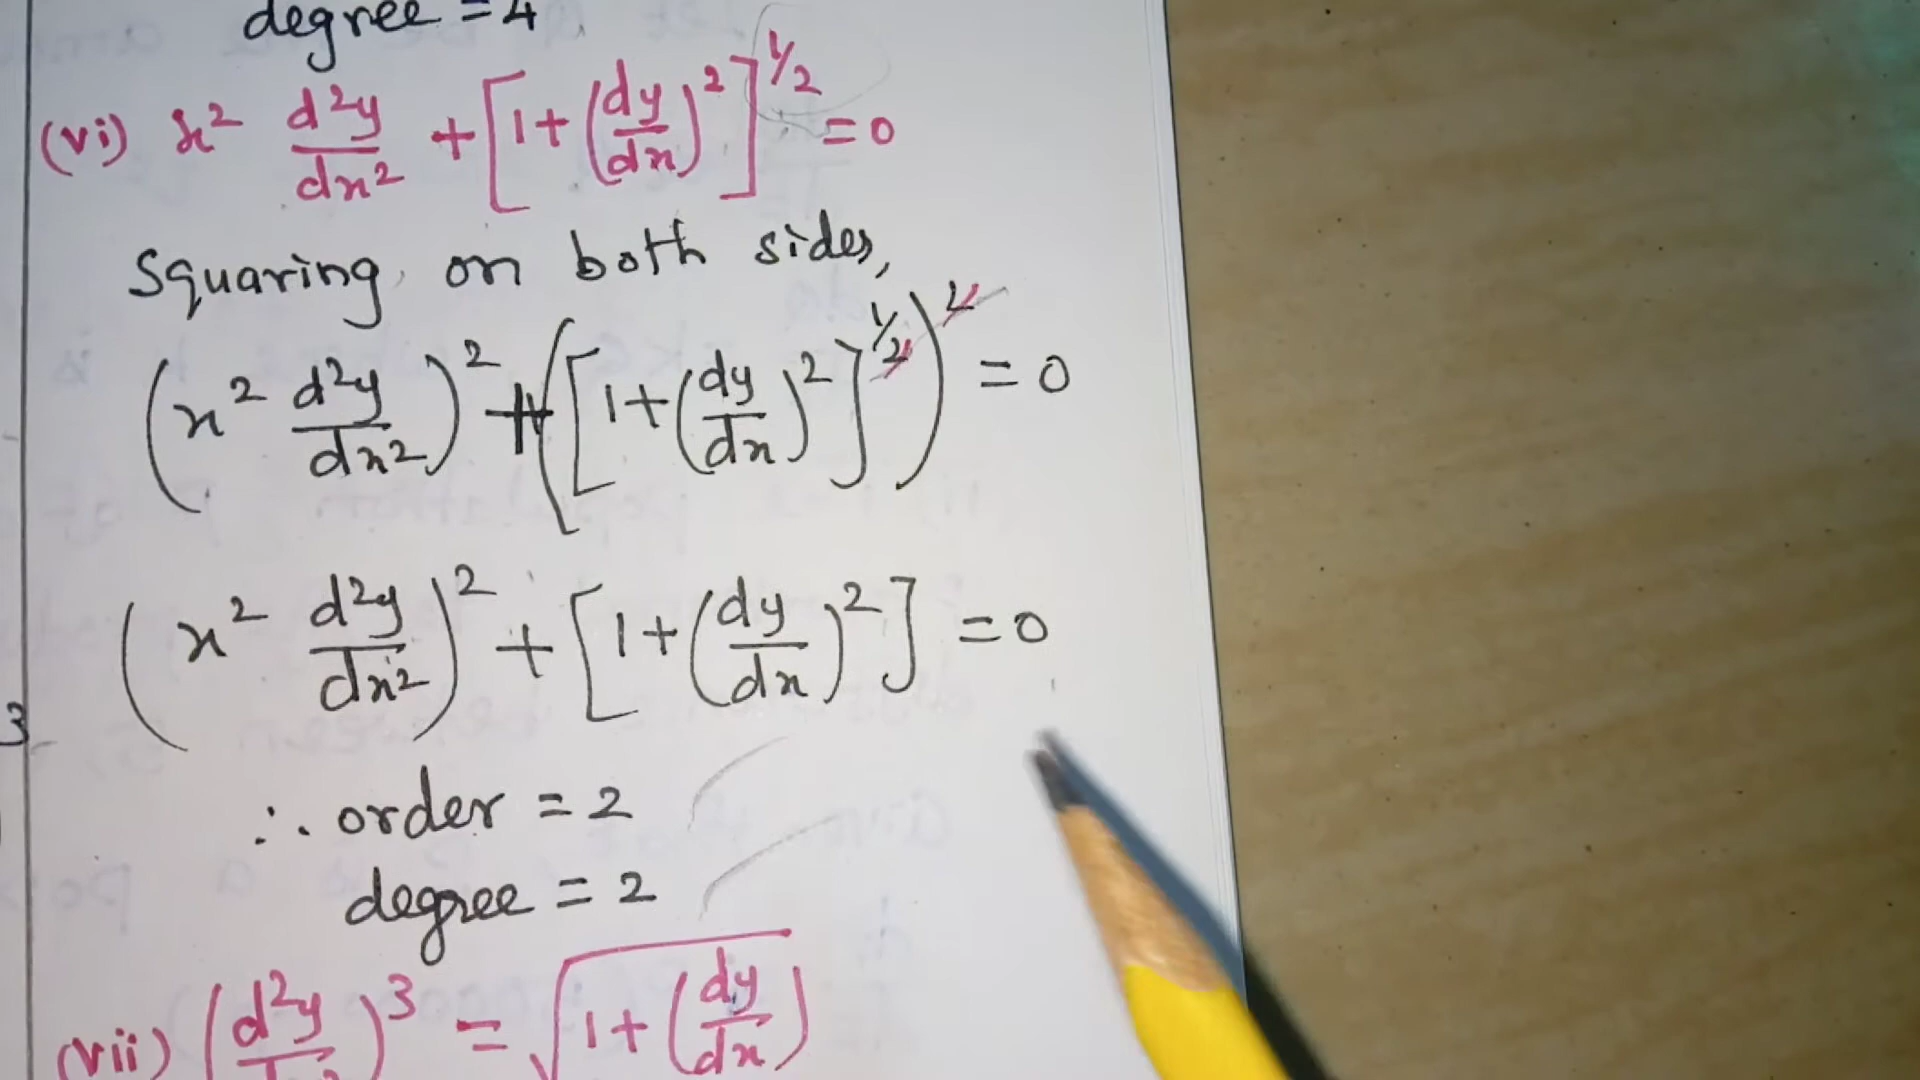 degree = 4
(vi) x² d²y/dx² + [1+(dy/dx)²]^1/2 = 0
Squaring on both sides,
(x² d²y/dx²)² + ([1+(dy/dx)²]^1/2)² = 0
(x² d²y/dx²)² + [1+(dy/dx)²] = 0
3
∴ order = 2
degree = 2
(vii) (d²y/)³ = √1+(dy/dx)